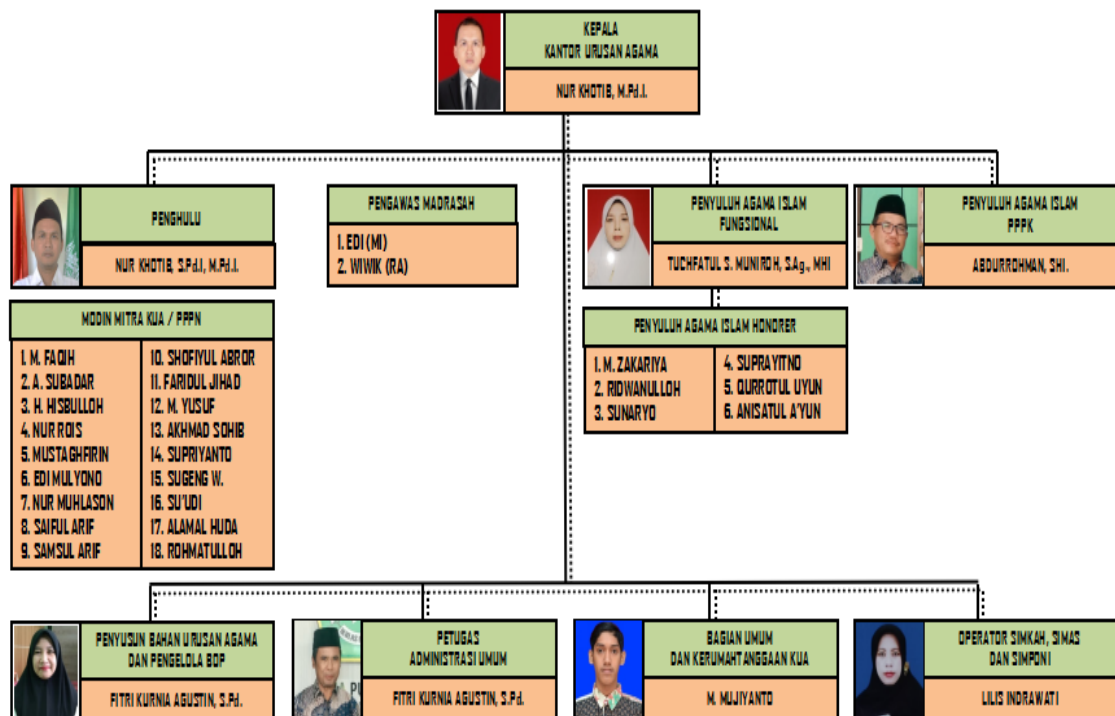 KEPALA
KANTOR URUSAN AGAMA
NUR KHOTIB, M.Pd.I.
PENGHULU
NUR KHOTIB, S.Pd.I, M.Pd.I.
PENGAWAS MADRASAH
1. EDI (MI)
2. WIWIK (RA)
PENYULUH AGAMA ISLAM
FUNGSIONAL
TUCHFATUL S. MUNIROH, S.Ag., MHI
PENYULUH AGAMA ISLAM
PPPK
ABDURROHMAN, SHI.
MODIN MITRA KUA / PPPN
1. M. FAQIH
2. A. SUBADAR
3. H. HISBULLOH
4. NUR ROIS
5. MUSTAGHFIRIN
6. EDI MULYONO
7. NUR MUHLASON
8. SAIFUL ARIF
9. SAMSUL ARIF
10. SHOFIYUL ABROR
11. FARIDUL JIHAD
12. M. YUSUF
13. AKHMAD SOHIB
14. SUPRIYANTO
15. SUGENG W.
16. SU'UDI
17. ALAMAL HUDA
18. ROHMATULLOH
PENYULUH AGAMA ISLAM HONORER
1. M. ZAKARIYA
2. RIDWANULLOH
3. SUNARYO
4. SUPRAYITNO
5. QURROTUL UYUN
6. ANISATUL A'YUN
PENYUSUN BAHAN URUSAN AGAMA
DAN PENGELOLA BOP
FITRI KURNIA AGUSTIN, S.Pd.
PETUGAS
ADMINISTRASI UMUM
FITRI KURNIA AGUSTIN, S.Pd.
BAGIAN UMUM
DAN KERUMAHTANGGAAN KUA
M. MUJIYANTO
OPERATOR SIMKAH, SIMAS
DAN SIMPONI
LILIS INDRAWATI